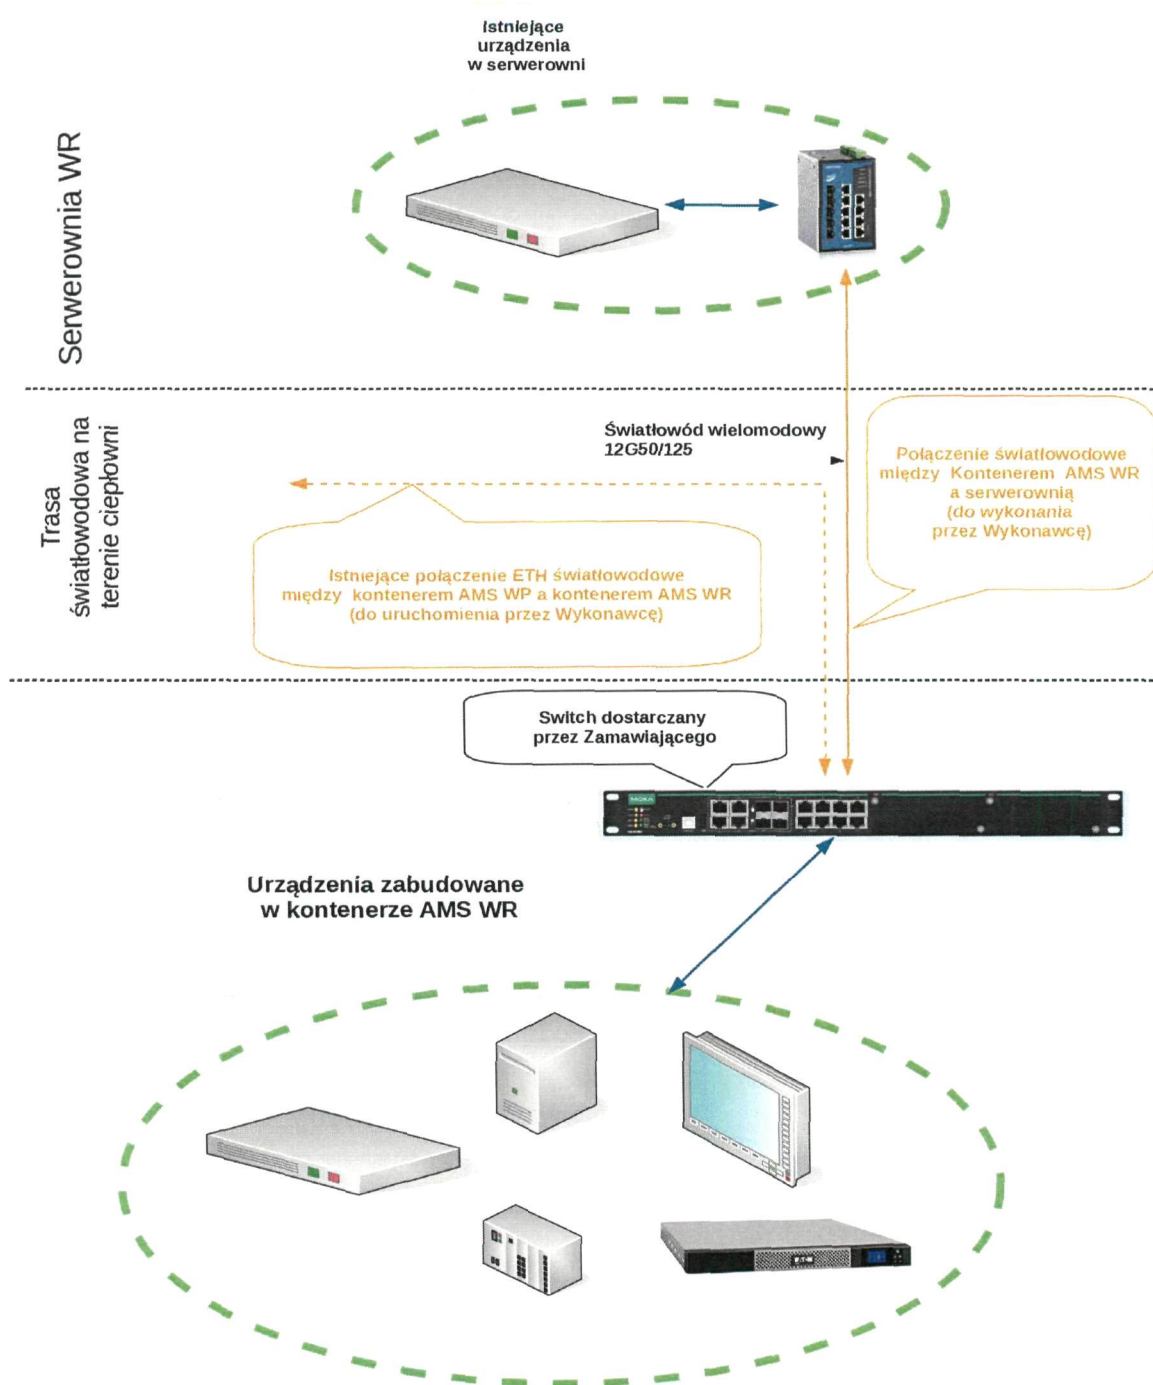 Istniejące
urządzenia
w serwerowni
Serwerownia WR
Trasa
światłowodowa na
terenie ciepłowni
Światłowód wielomodowy
12G50/125
Połączenie światłowodowe
między Kontenerem AMS WR
a serwerownią
(do wykonania
przez Wykonawcę)
Istniejące połączenie ETH światłowodowe
między kontenerem AMS WP a kontenerem AMS WR
(do uruchomienia przez Wykonawcę)
Switch dostarczany
przez Zamawiającego
MOXA
Urządzenia zabudowane
w kontenerze AMS WR
EATON